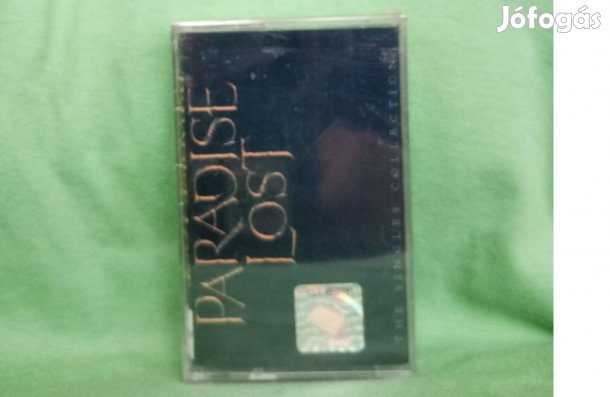 Jófogás
PARADISE
LOST
THE SINGLES COLLECTION